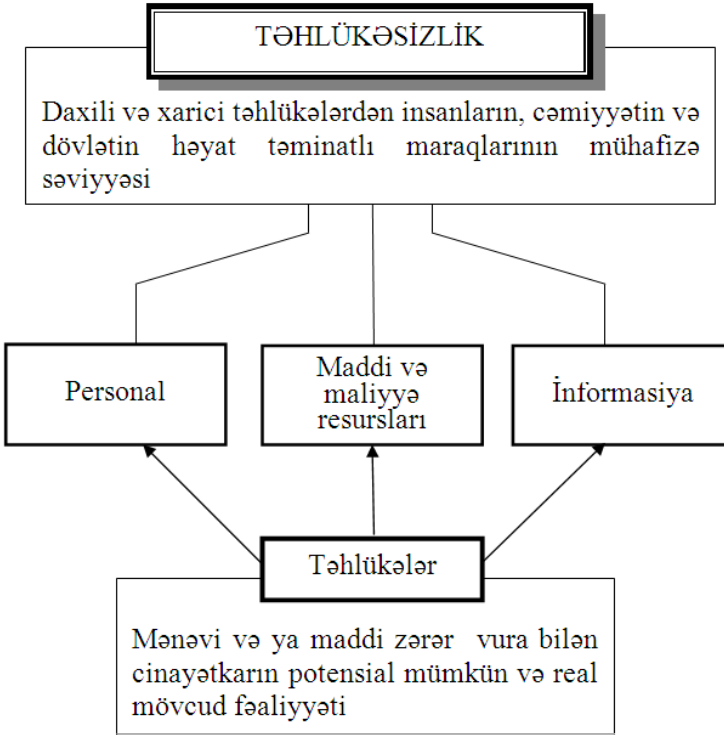 TƏHLÜKƏSİZLİK
Daxili və xarici təhlükələrdən insanların, cəmiyyətin və
dövlətin həyat təminatlı maraqlarının mühafizə
səviyyəsi
Personal
Maddi və
maliyyə
resursları
İnformasiya
Təhlükələr
Mənəvi və ya maddi zərər vura bilən
cinayətkarın potensial mümkün və real
mövcud fəaliyyəti